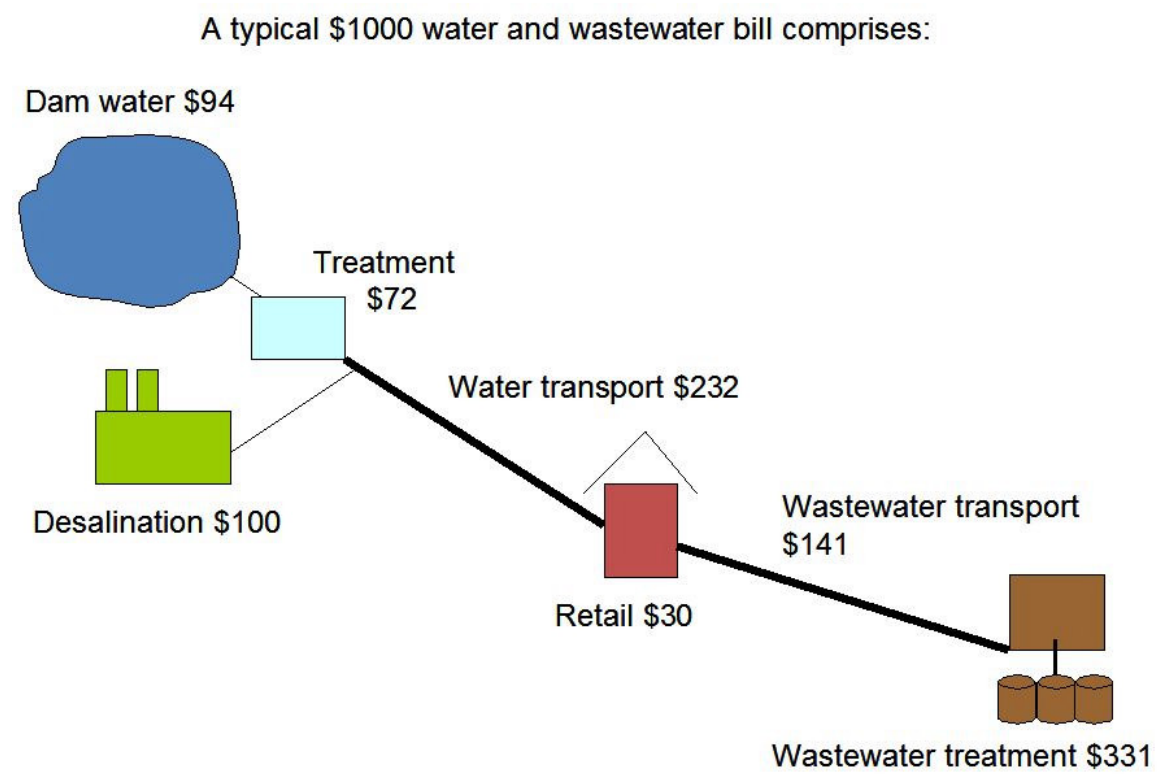 A typical $1000 water and wastewater bill comprises:
Dam water $94
Treatment
$72
Water transport $232
Desalination $100
Wastewater transport
$141
Retail $30
Wastewater treatment $331